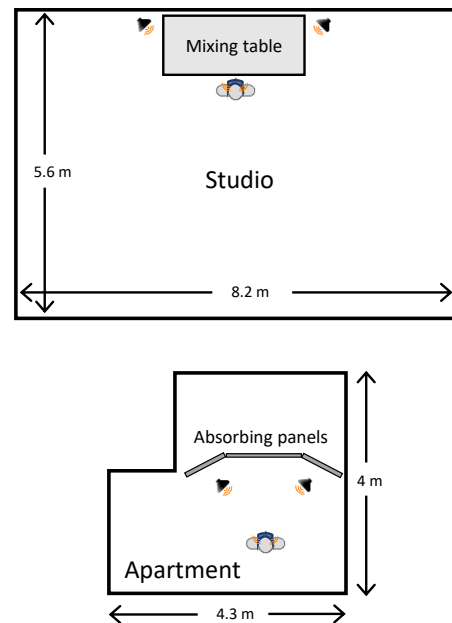 Mixing table
5.6 m
Studio
8.2 m
Absorbing panels
4 m
Apartment
4.3 m